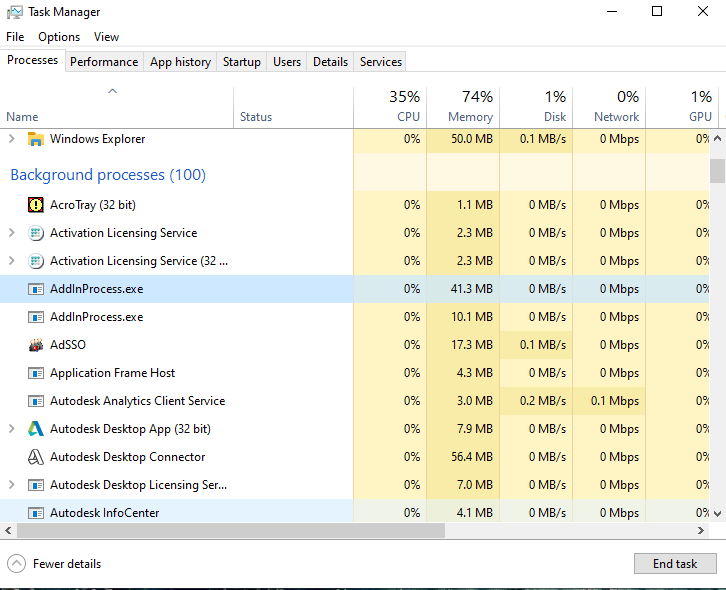 Task Manager
File Options View
Processes Performance App history Startup Users Details Services
35% 74% 1% 0% 1%
Name Status CPU Memory Disk Network GPU
Windows Explorer 0% 50.0 MB 0.1 MB/s 0 Mbps 0%
Background processes (100)
AcroTray (32 bit) 0% 1.1 MB 0 MB/s 0 Mbps 0%
Activation Licensing Service 0% 2.3 MB 0 MB/s 0 Mbps 0%
Activation Licensing Service (32 ... 0% 2.3 MB 0 MB/s 0 Mbps 0%
AddInProcess.exe 0% 41.3 MB 0 MB/s 0 Mbps 0%
AddInProcess.exe 0% 10.1 MB 0 MB/s 0 Mbps 0%
AdSSO 0% 17.3 MB 0.1 MB/s 0 Mbps 0%
Application Frame Host 0% 4.3 MB 0 MB/s 0 Mbps 0%
Autodesk Analytics Client Service 0% 3.0 MB 0.2 MB/s 0.1 Mbps 0%
Autodesk Desktop App (32 bit) 0% 7.9 MB 0 MB/s 0 Mbps 0%
Autodesk Desktop Connector 0% 56.4 MB 0 MB/s 0 Mbps 0%
Autodesk Desktop Licensing Ser... 0% 7.0 MB 0 MB/s 0 Mbps 0%
Autodesk InfoCenter 0% 4.1 MB 0 MB/s 0 Mbps 0%
Fewer details End task